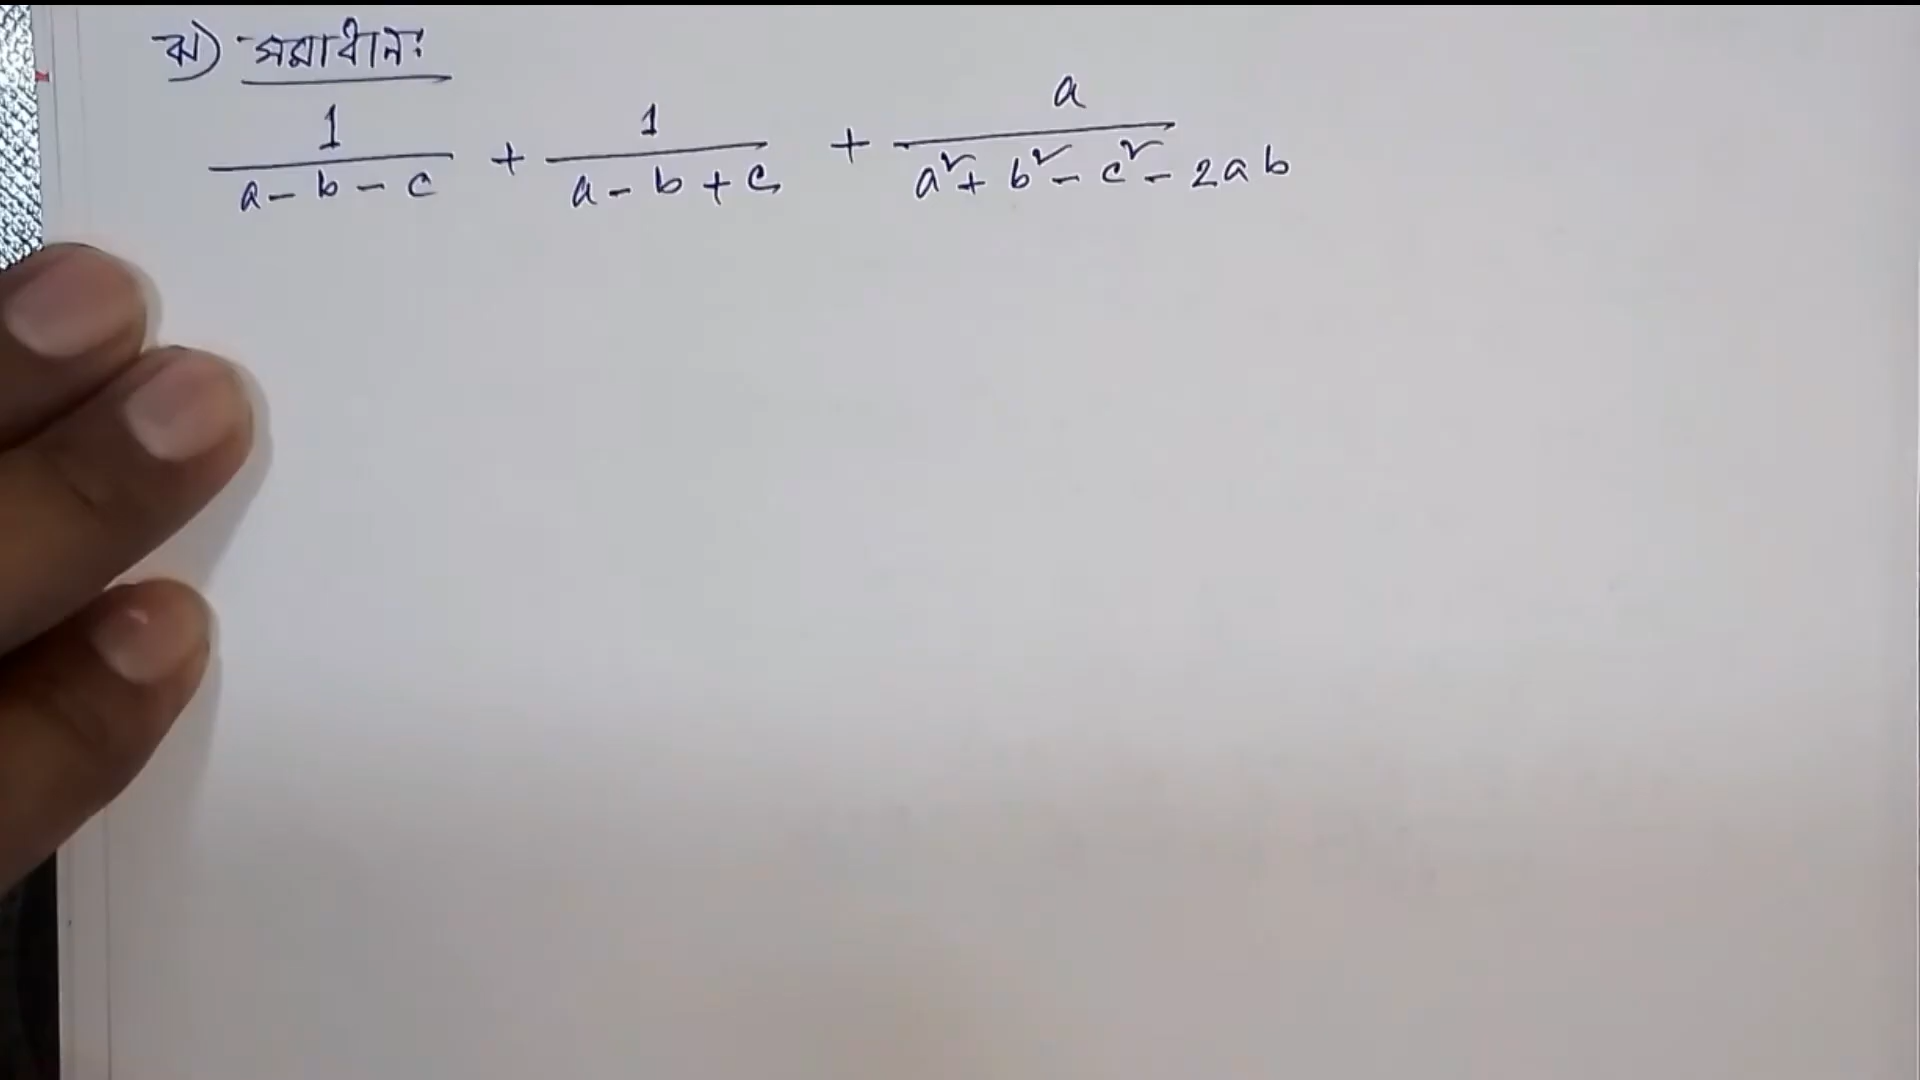 ঝ) সমাধান:
1/(a-b-c) + 1/(a-b+c) + a/(a²+b²-c²-2ab)